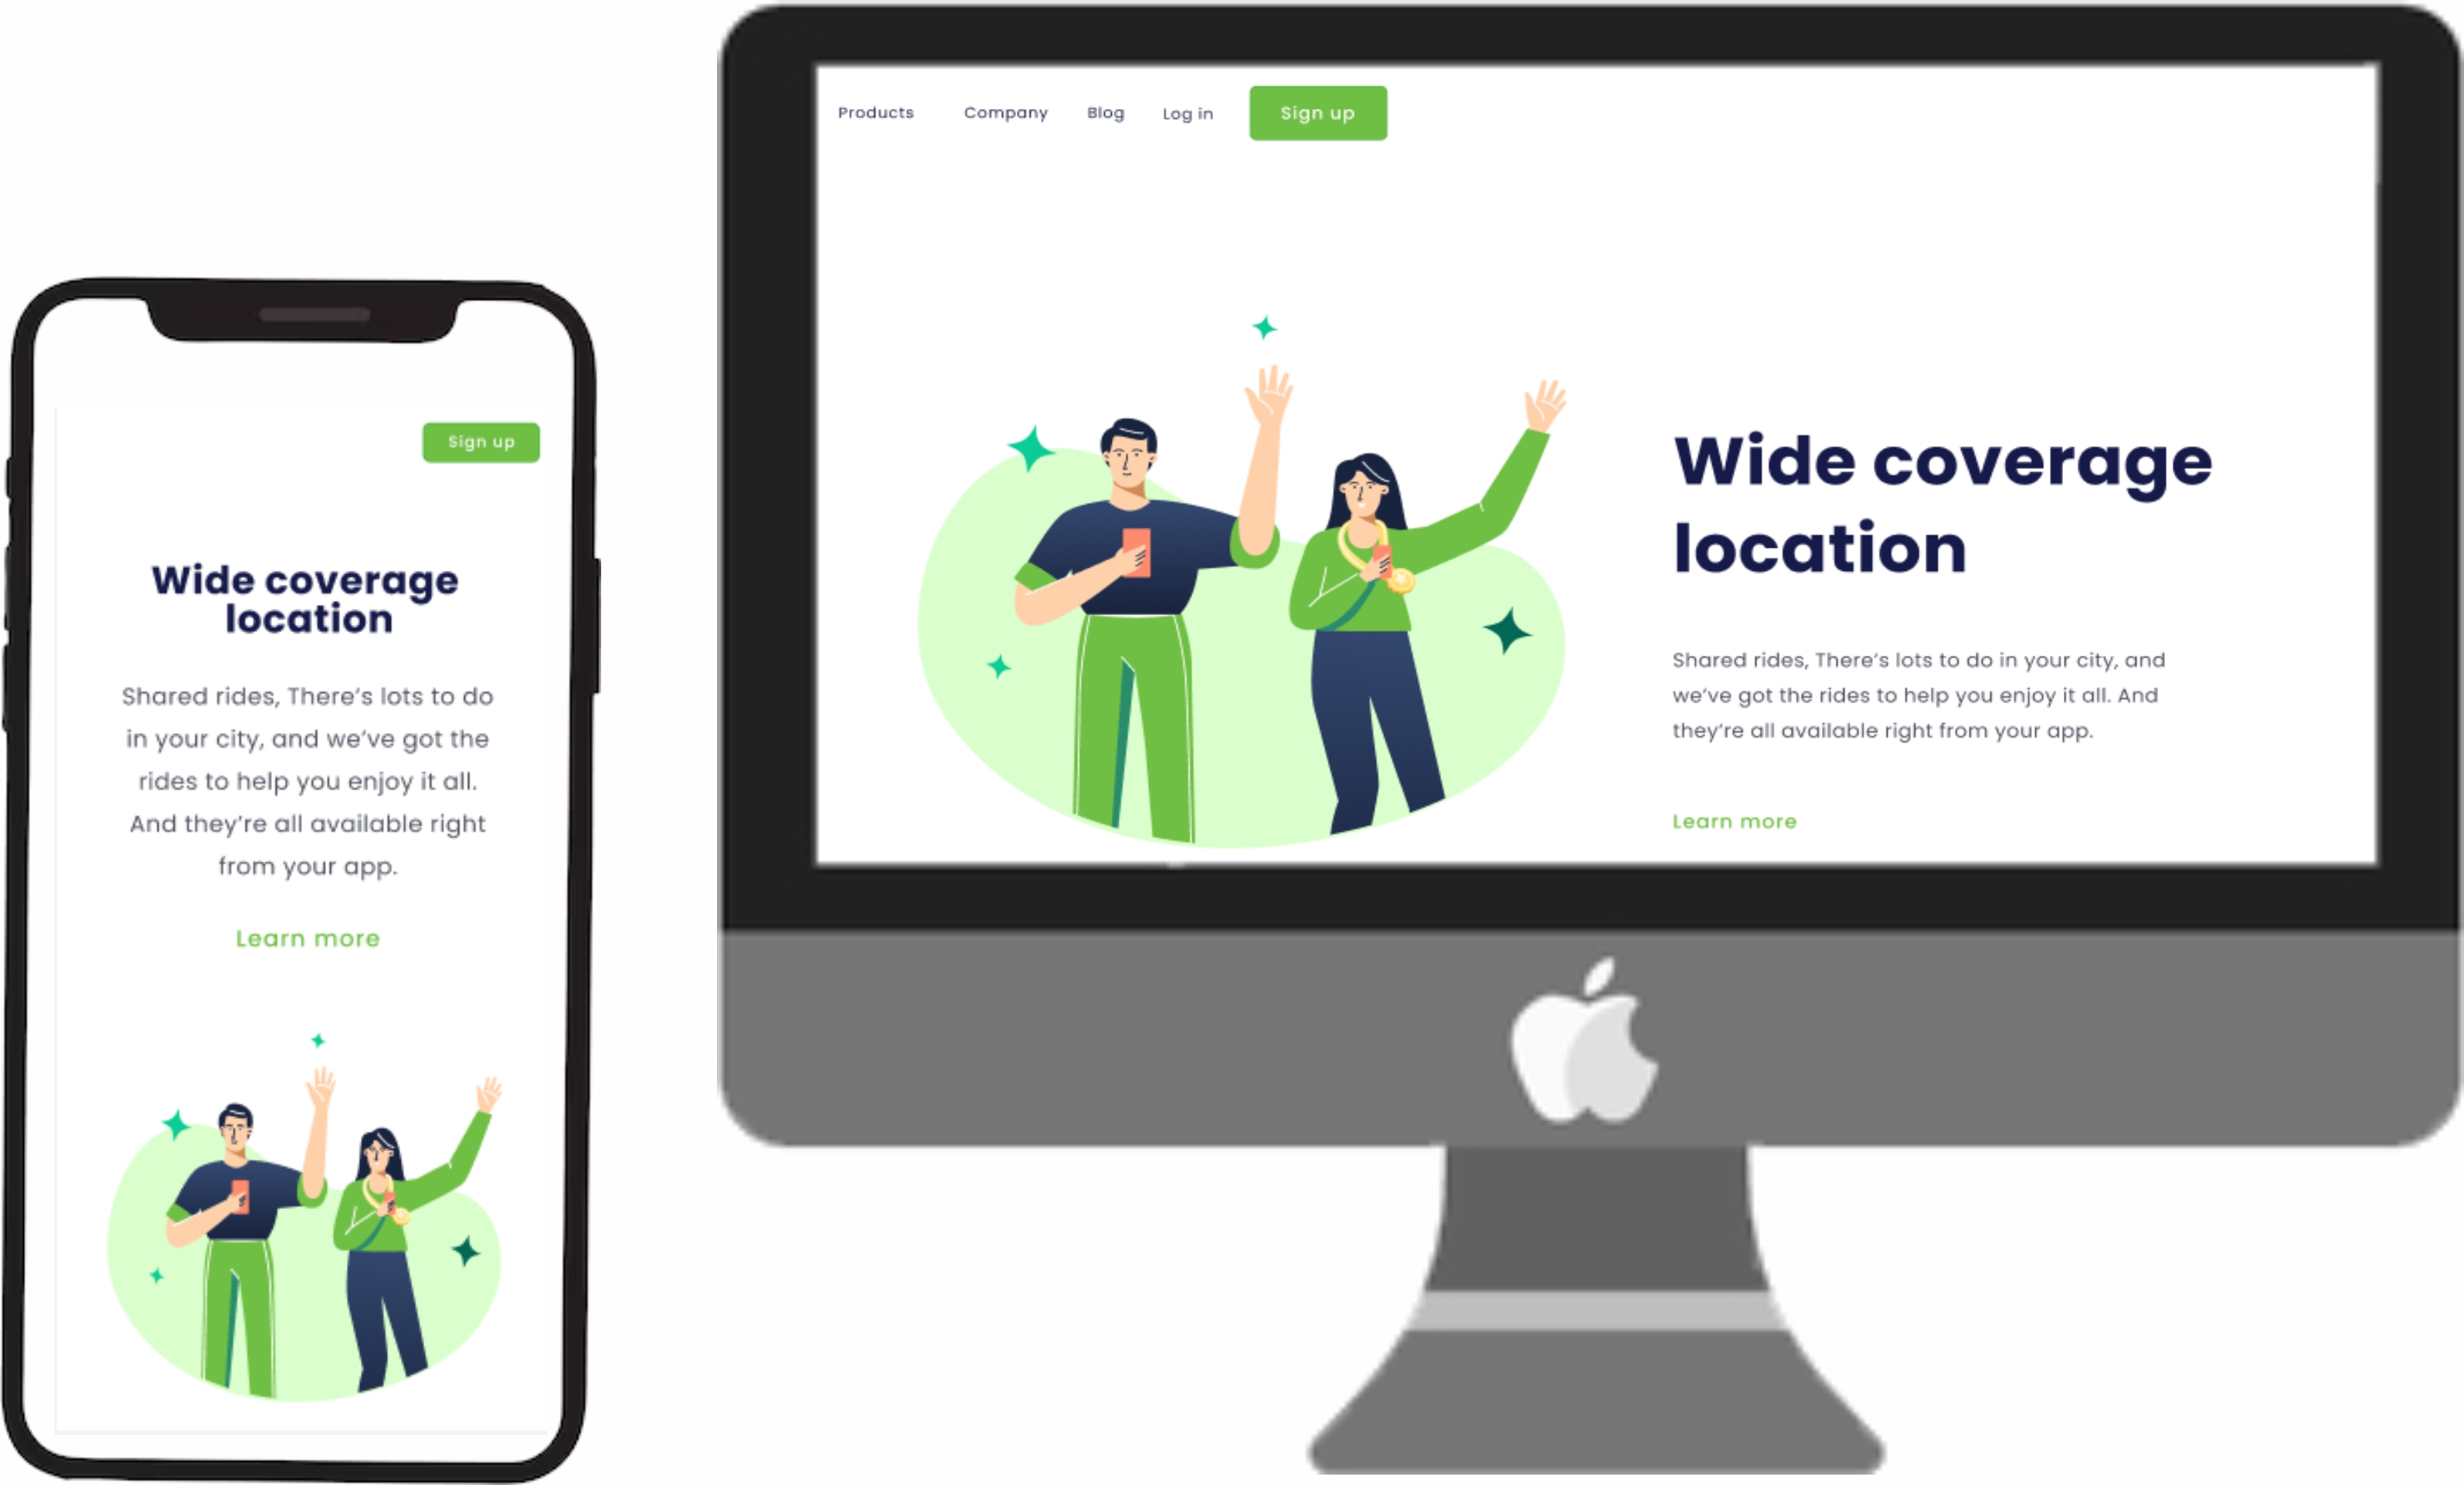 Sign up
Wide coverage
location
Shared rides, There's lots to do
in your city, and we've got the
rides to help you enjoy it all.
And they're all available right
from your app.
Learn more
Products Company Blog Log in Sign up
Wide coverage
location
Shared rides, There's lots to do in your city, and
we've got the rides to help you enjoy it all. And
they're all available right from your app.
Learn more